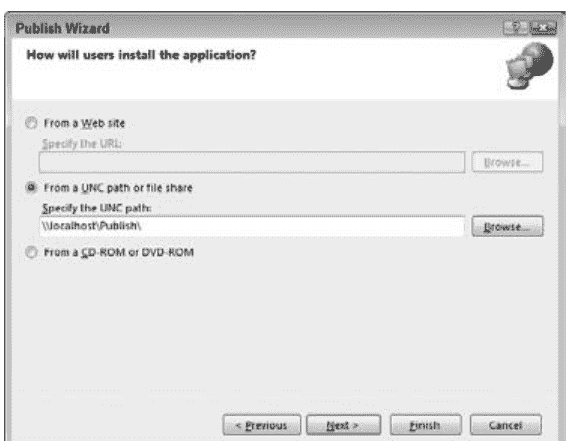 Publish Wizard
How will users install the application?
From a Web site
Specify the URL:
Browse...
From a UNC path or file share
Specify the UNC path:
\\localhost\Publish\
Browse...
From a CD-ROM or DVD-ROM
< Previous
Next >
Finish
Cancel